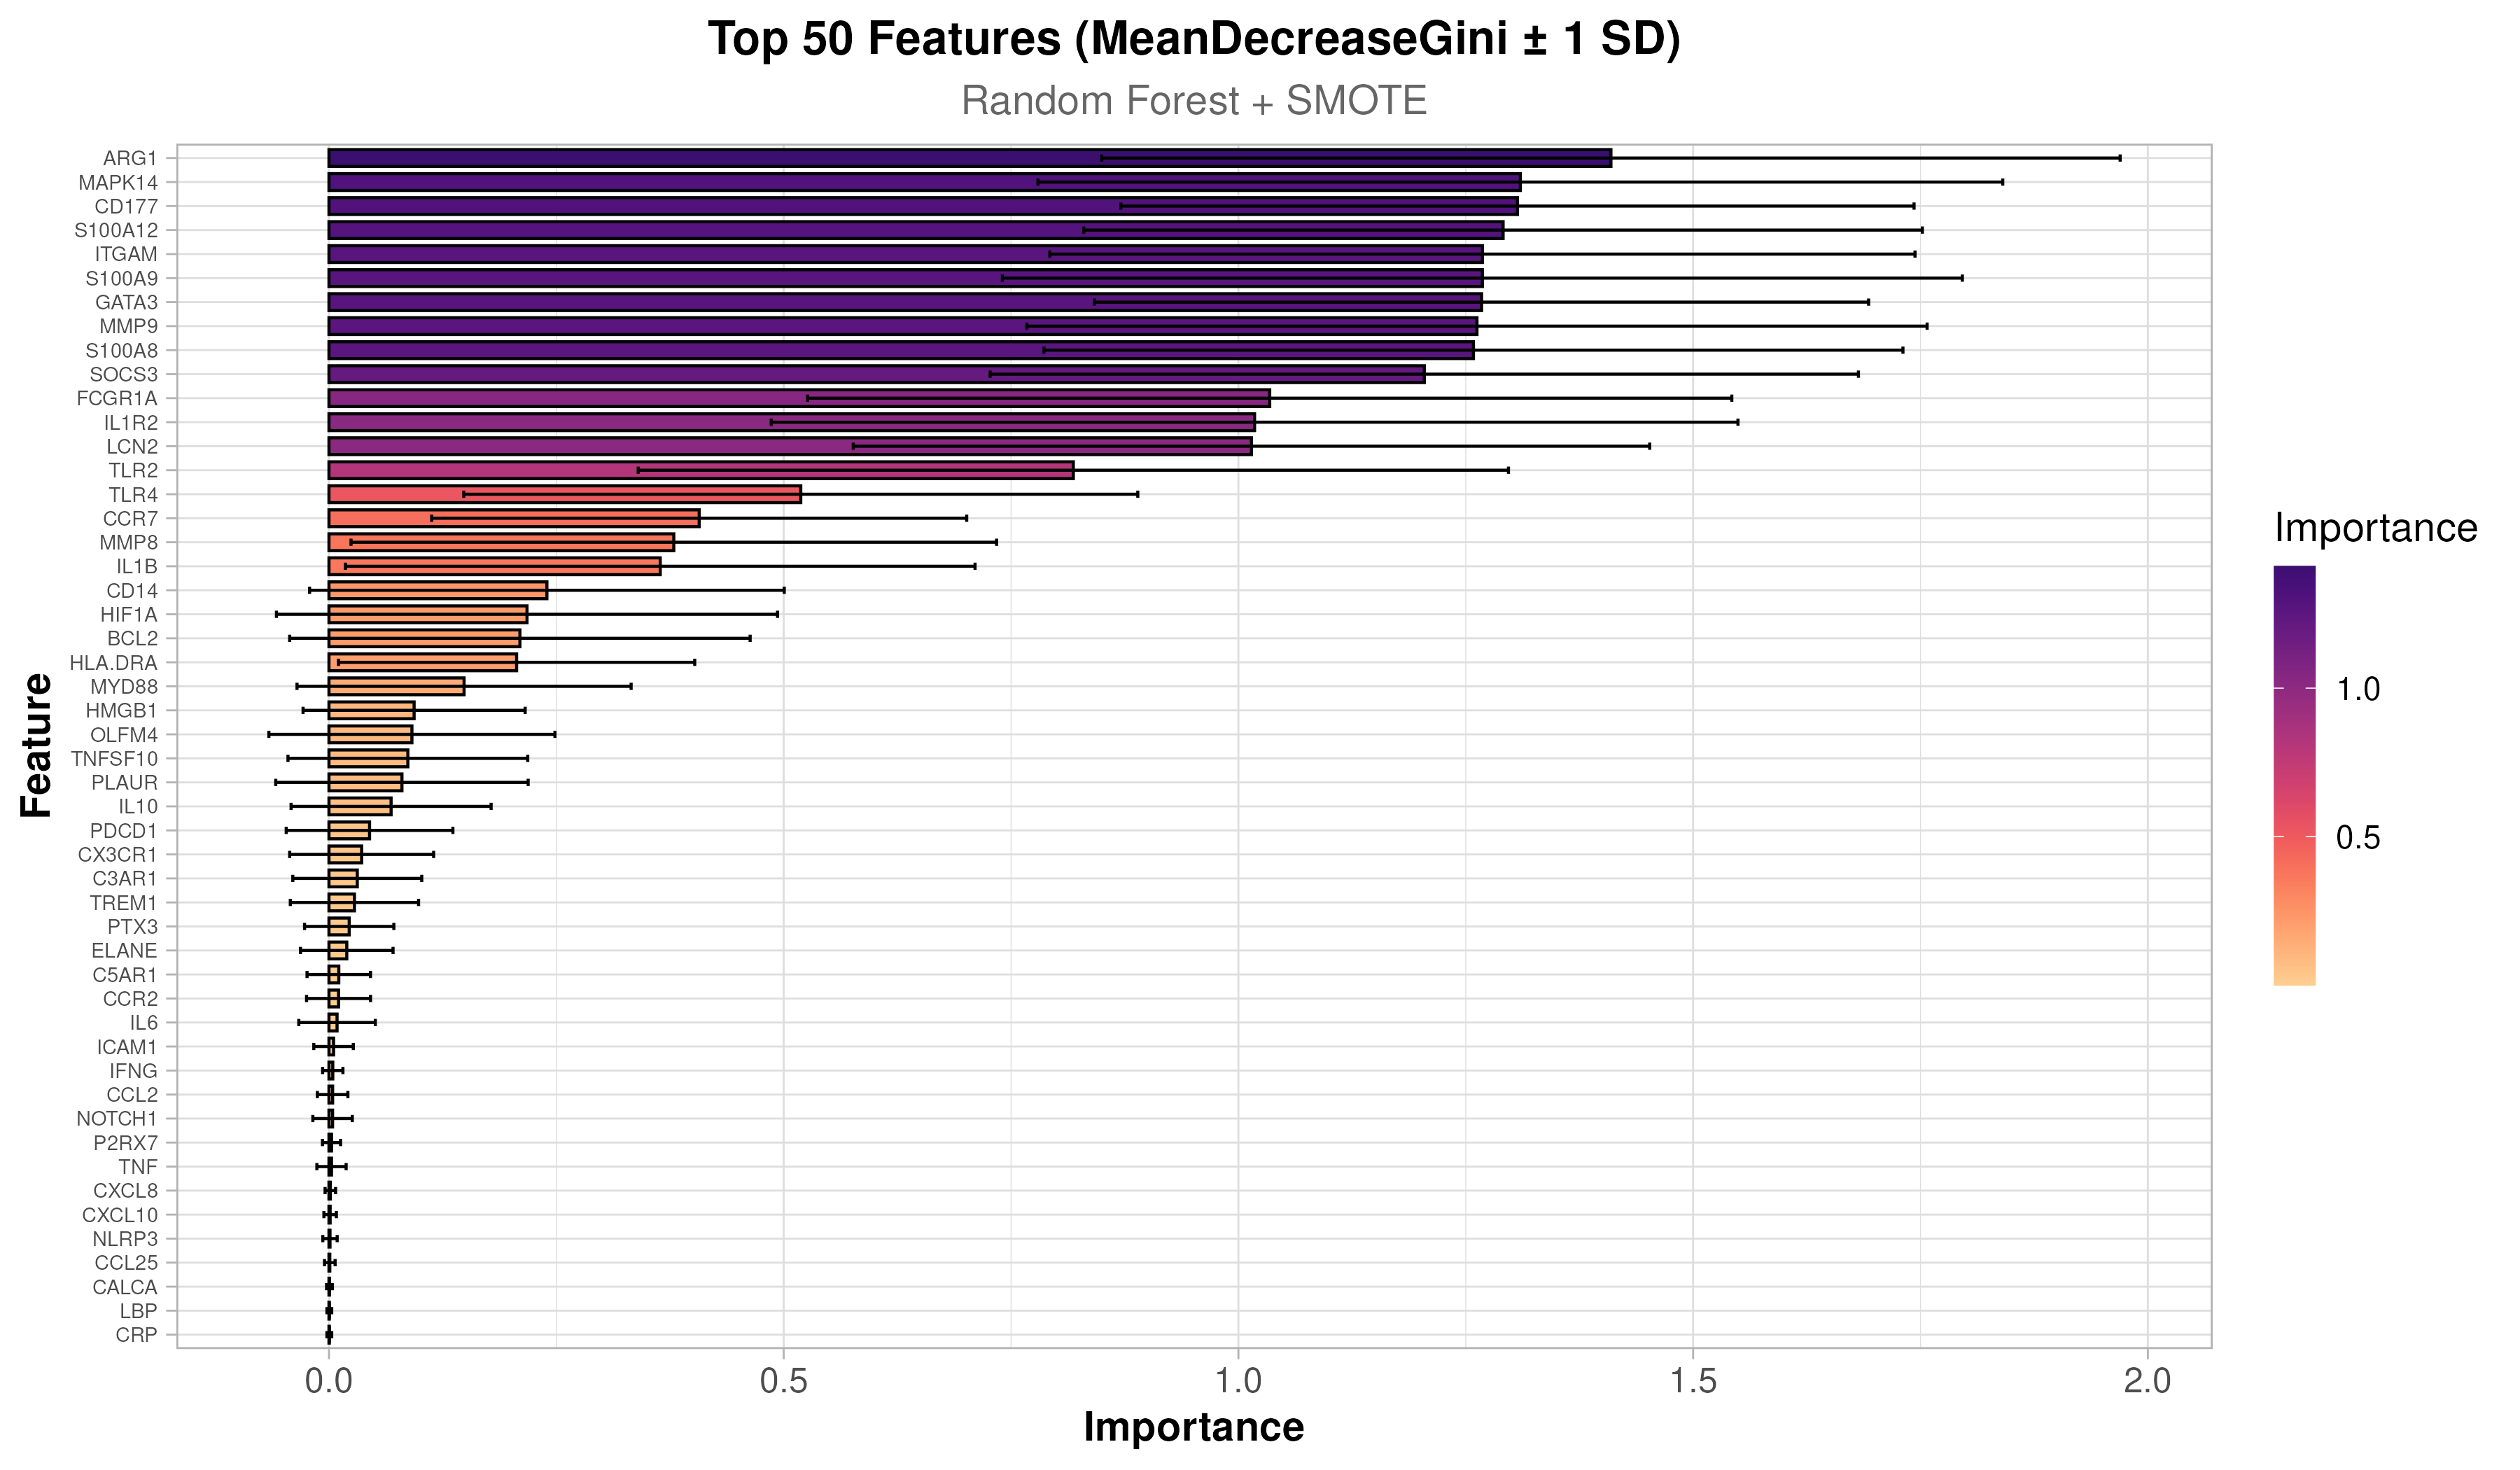 Top 50 Features (MeanDecreaseGini ± 1 SD)
Random Forest + SMOTE
Feature
ARG1
MAPK14
CD177
S100A12
ITGAM
S100A9
GATA3
MMP9
S100A8
SOCS3
FCGR1A
IL1R2
LCN2
TLR2
TLR4
CCR7
MMP8
IL1B
CD14
HIF1A
BCL2
HLA.DRA
MYD88
HMGB1
OLFM4
TNFSF10
PLAUR
IL10
PDCD1
CX3CR1
C3AR1
TREM1
PTX3
ELANE
C5AR1
CCR2
IL6
ICAM1
IFNG
CCL2
NOTCH1
P2RX7
TNF
CXCL8
CXCL10
NLRP3
CCL25
CALCA
LBP
CRP
0.0 0.5 1.0 1.5 2.0
Importance
Importance
1.0
0.5